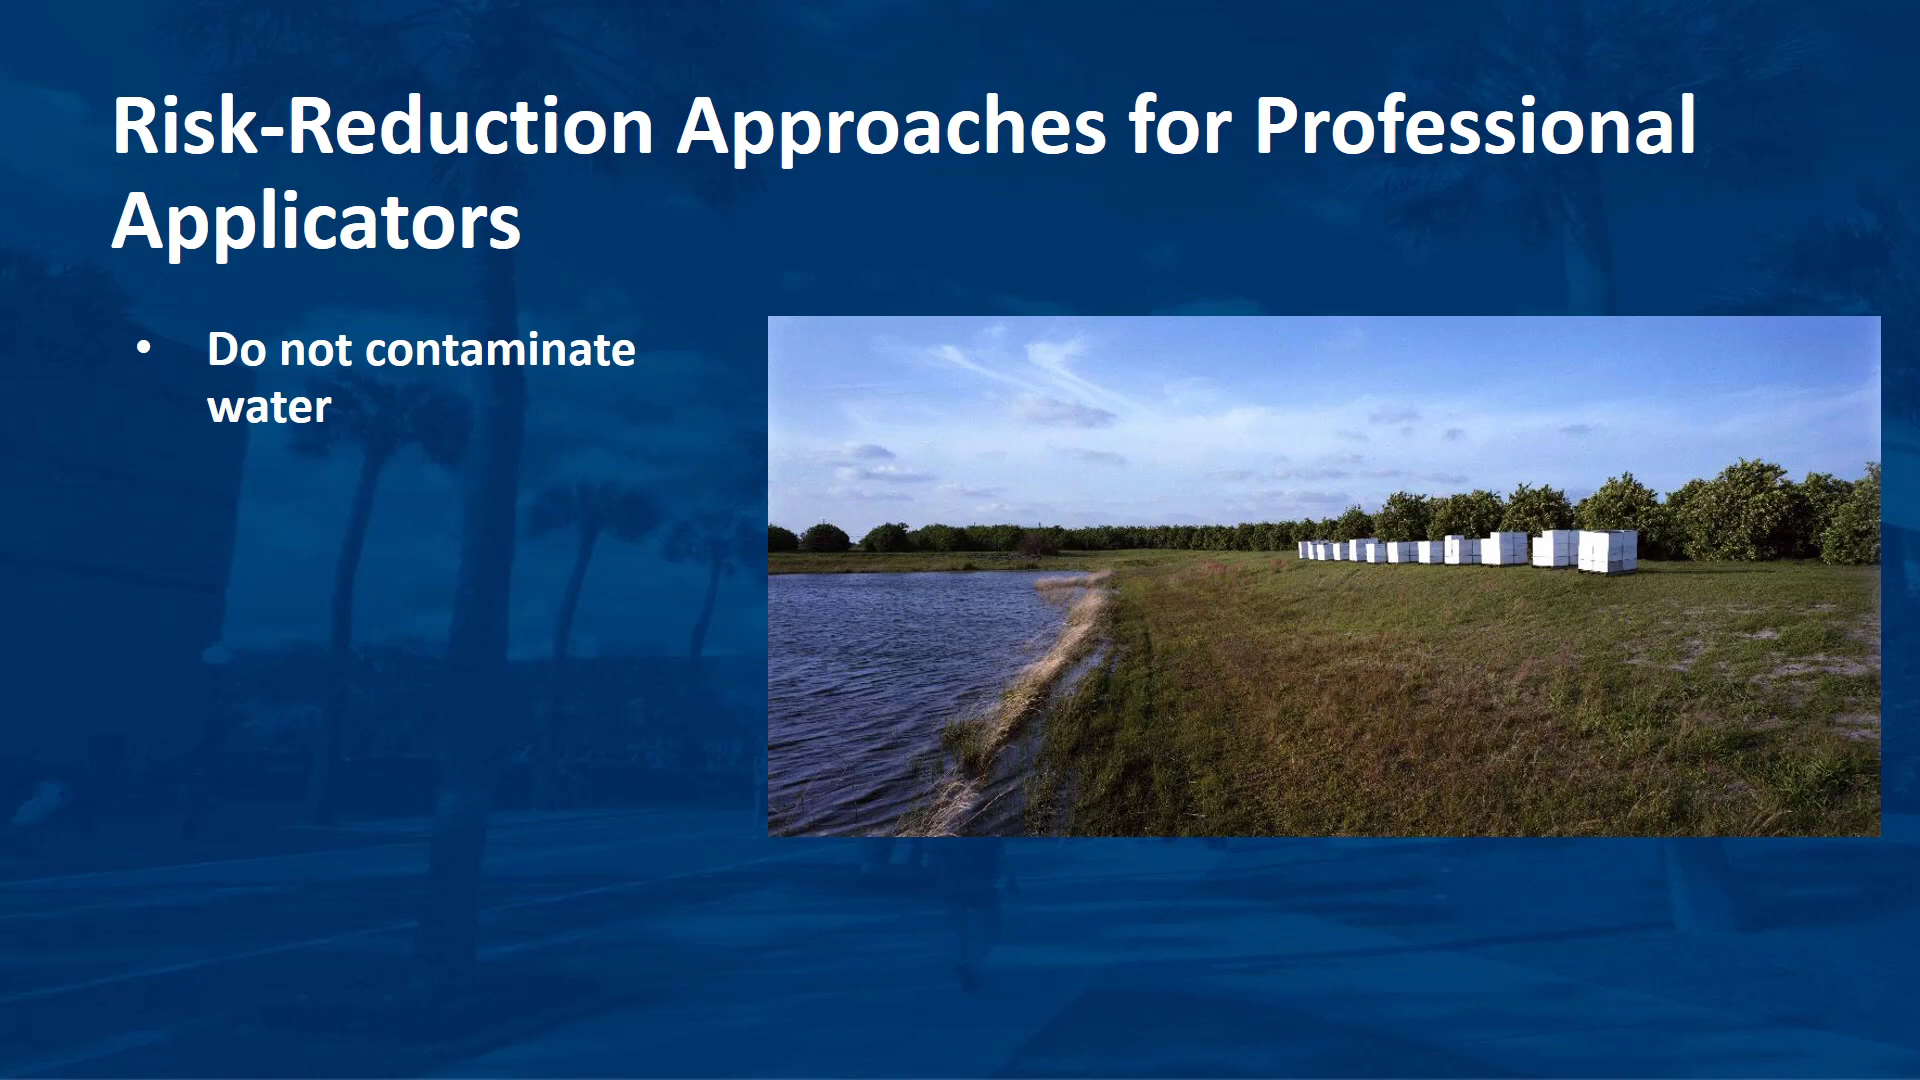 Risk-Reduction Approaches for Professional
Applicators
• Do not contaminate
water